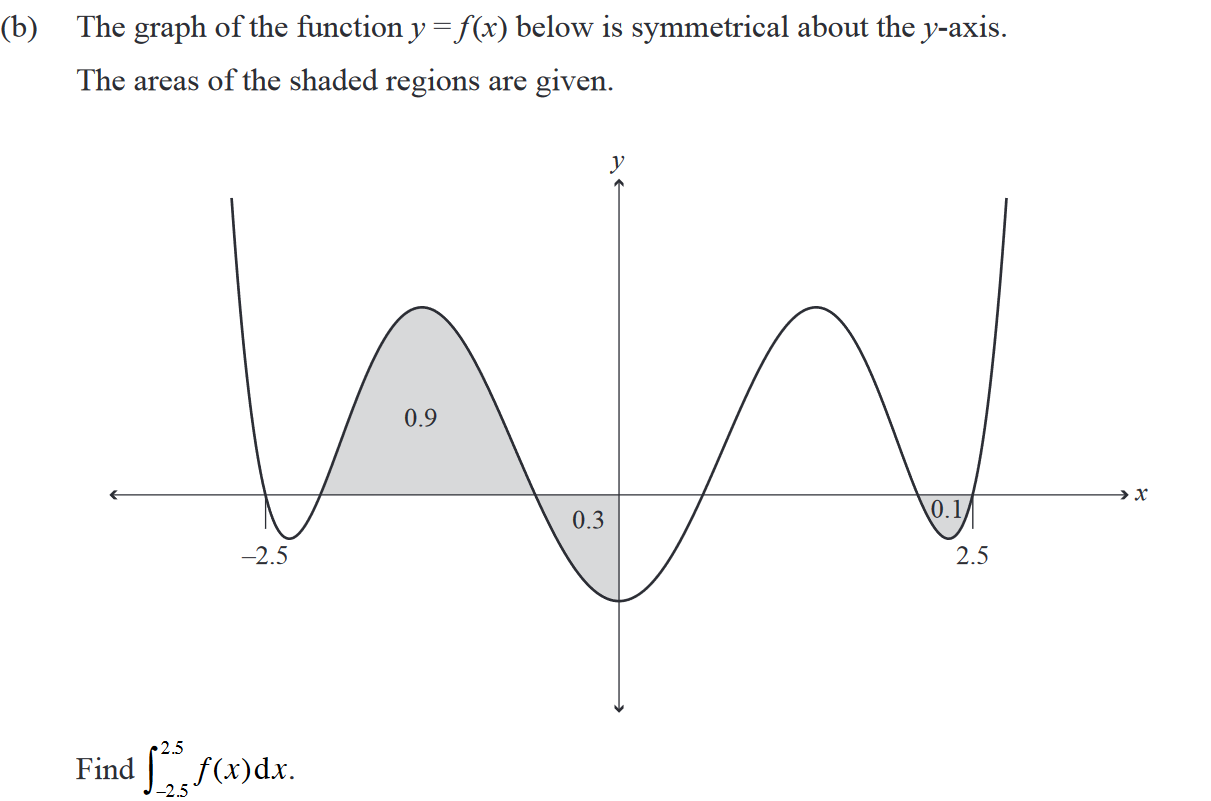 (b) The graph of the function y = f(x) below is symmetrical about the y-axis.
The areas of the shaded regions are given.
y
0.9
x
0.3
0.1
–2.5
2.5
Find ∫_{–2.5}^{2.5} f(x)dx.